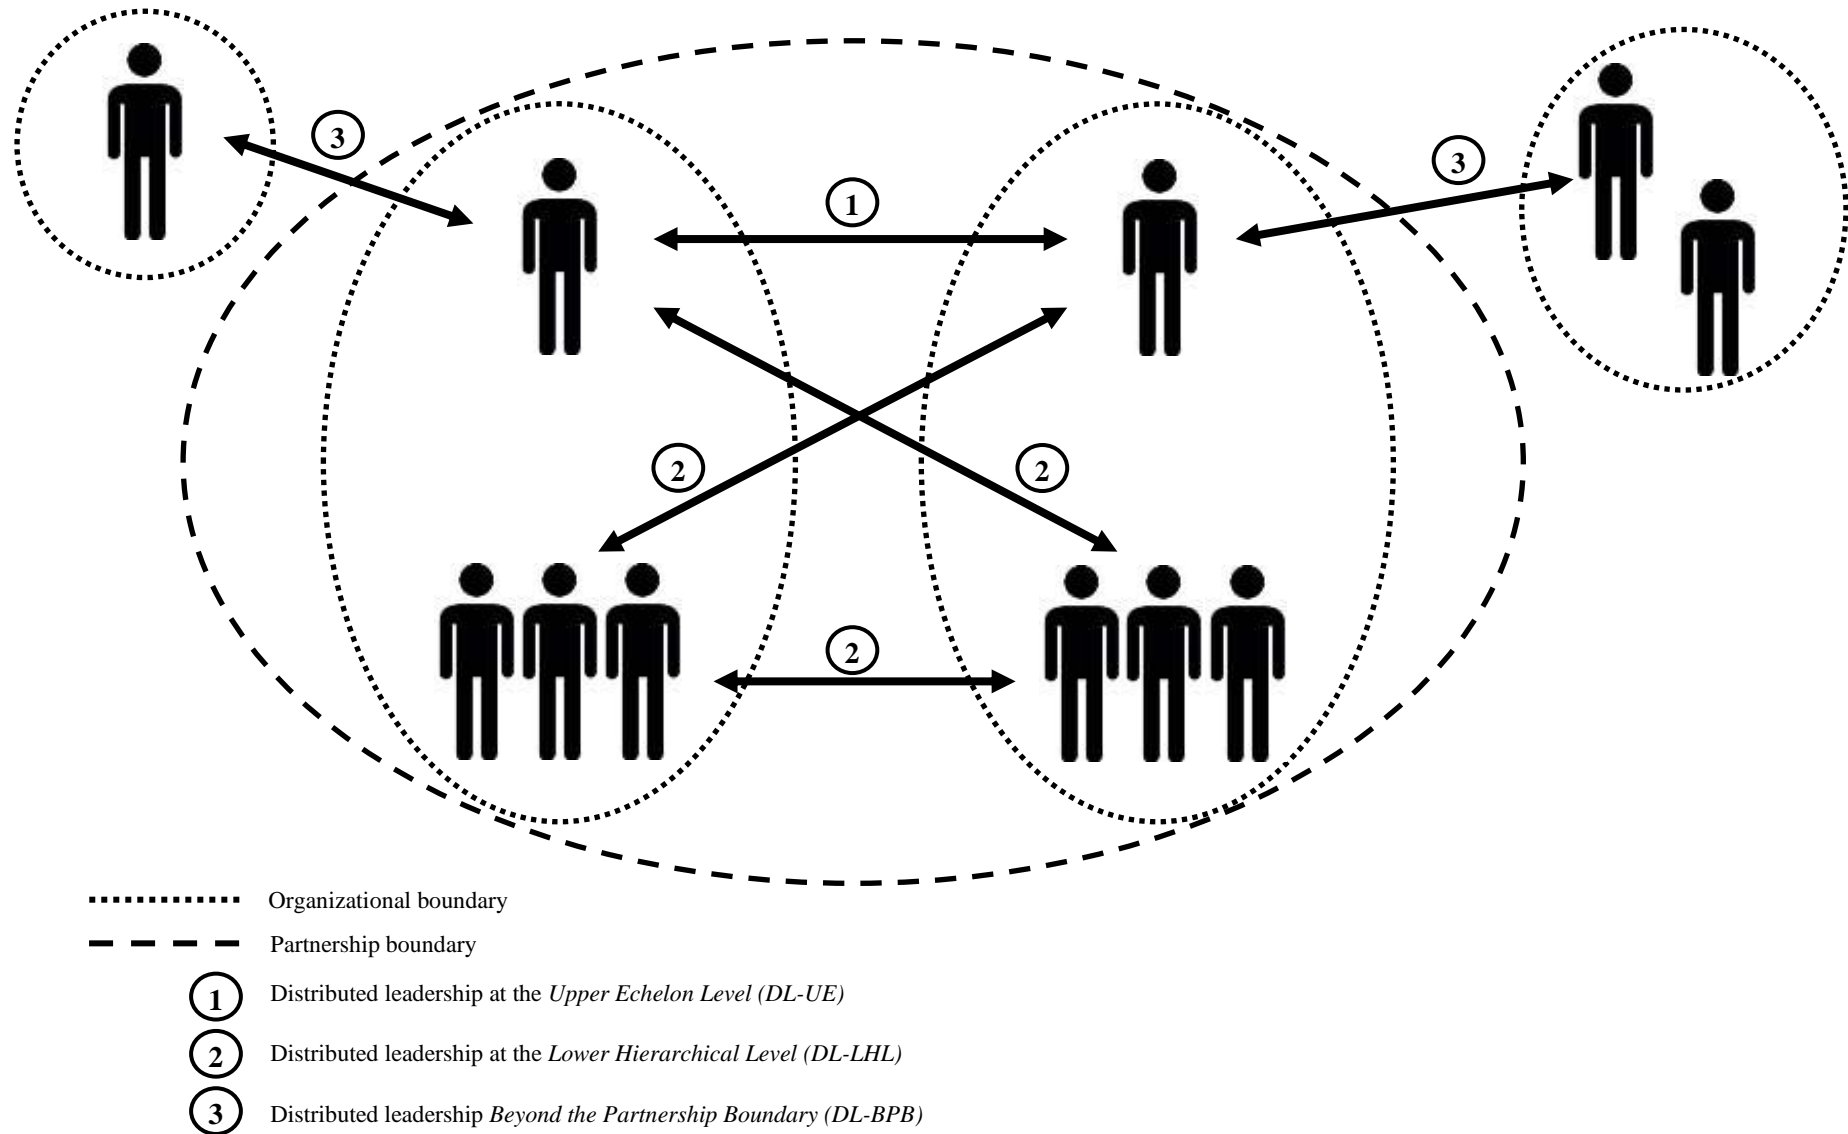 3
3
1
2
2
2
Organizational boundary
Partnership boundary
1 Distributed leadership at the Upper Echelon Level (DL-UE)
2 Distributed leadership at the Lower Hierarchical Level (DL-LHL)
3 Distributed leadership Beyond the Partnership Boundary (DL-BPB)